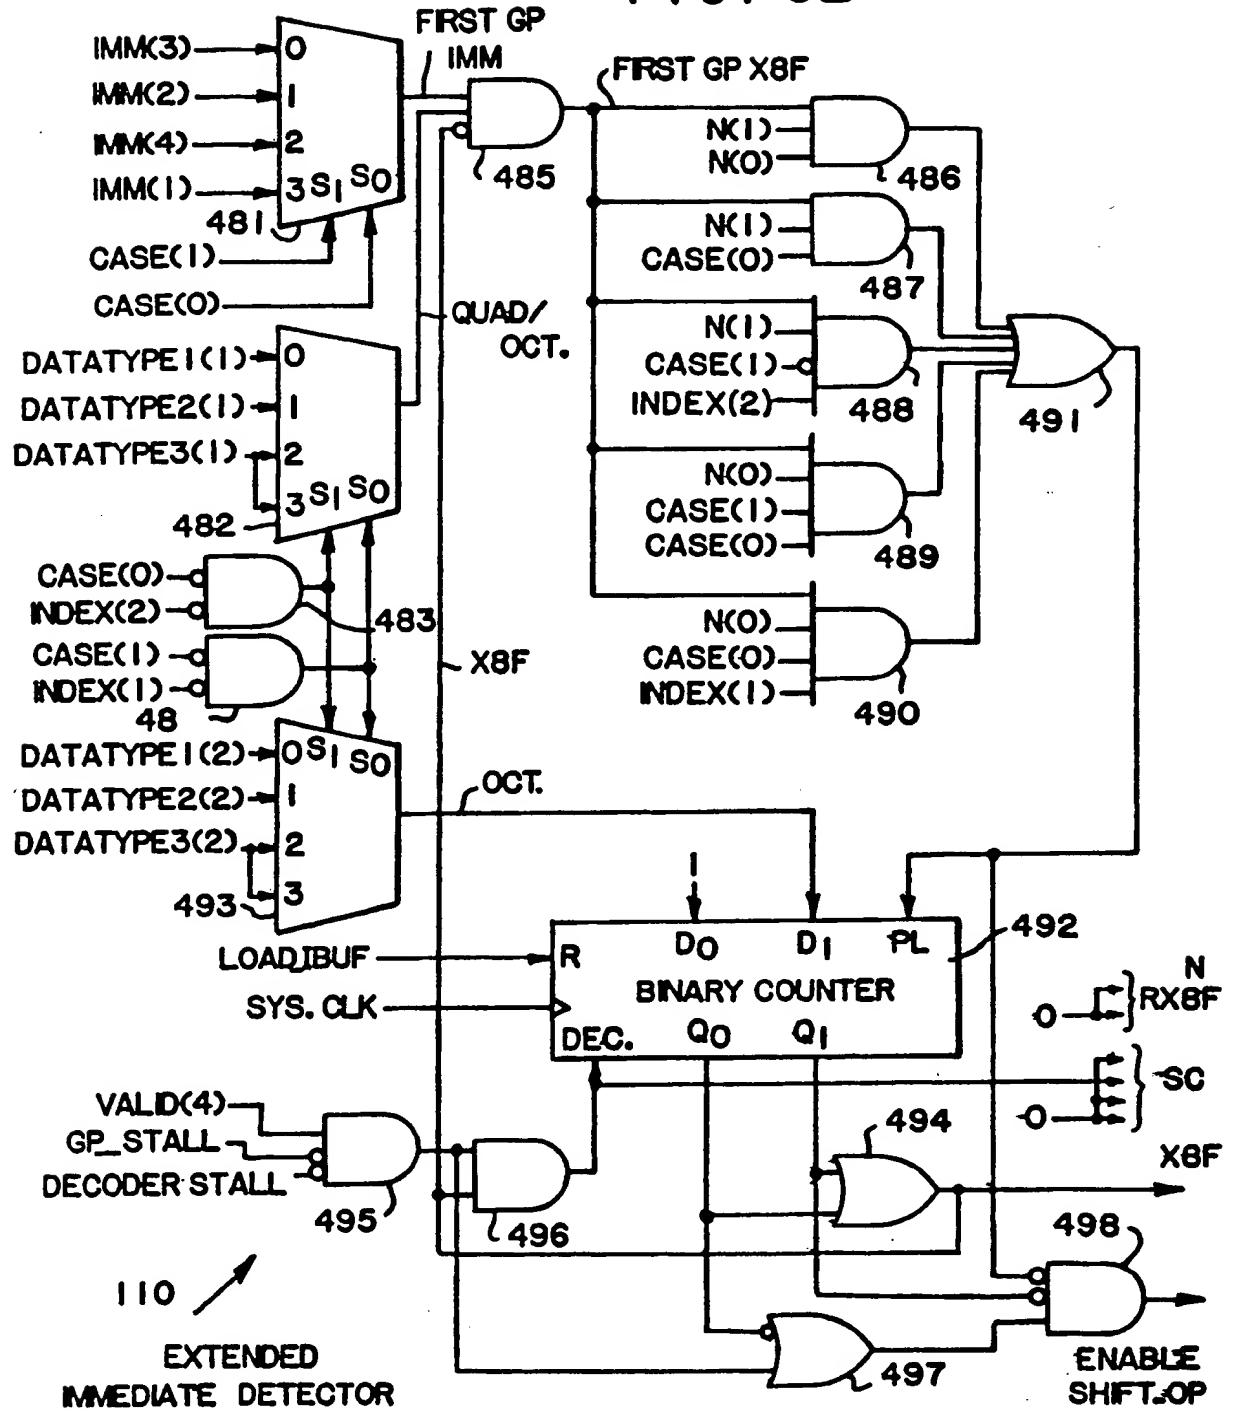 FIRST GP
IMM
IMM(3)
0
IMM(2)
1
IMM(4)
2
IMM(1)
3 S1 S0
481
CASE(1)
CASE(0)
485
FIRST GP X8F
N(1)
N(0)
486
N(1)
CASE(0)
487
N(1)
CASE(1)
INDEX(2)
488
N(0)
CASE(1)
CASE(0)
489
N(0)
CASE(0)
INDEX(1)
490
491
QUAD/
OCT.
DATATYPE1(1)
0
DATATYPE2(1)
1
DATATYPE3(1)
2
3 S1 S0
482
CASE(0)
INDEX(2)
483
CASE(1)
INDEX(1)
48
X8F
DATATYPE1(2)
0 S1 S0
DATATYPE2(2)
1
DATATYPE3(2)
2
3
493
OCT.
1
D0 D1 PL
492
LOAD_IBUF
R
BINARY COUNTER
SYS. CLK
DEC. Q0 Q1
N
RX8F
0
SC
0
VALID(4)
GP_STALL
DECODER STALL
495
496
494
X8F
498
497
ENABLE
SHIFT_OP
110
EXTENDED
IMMEDIATE DETECTOR